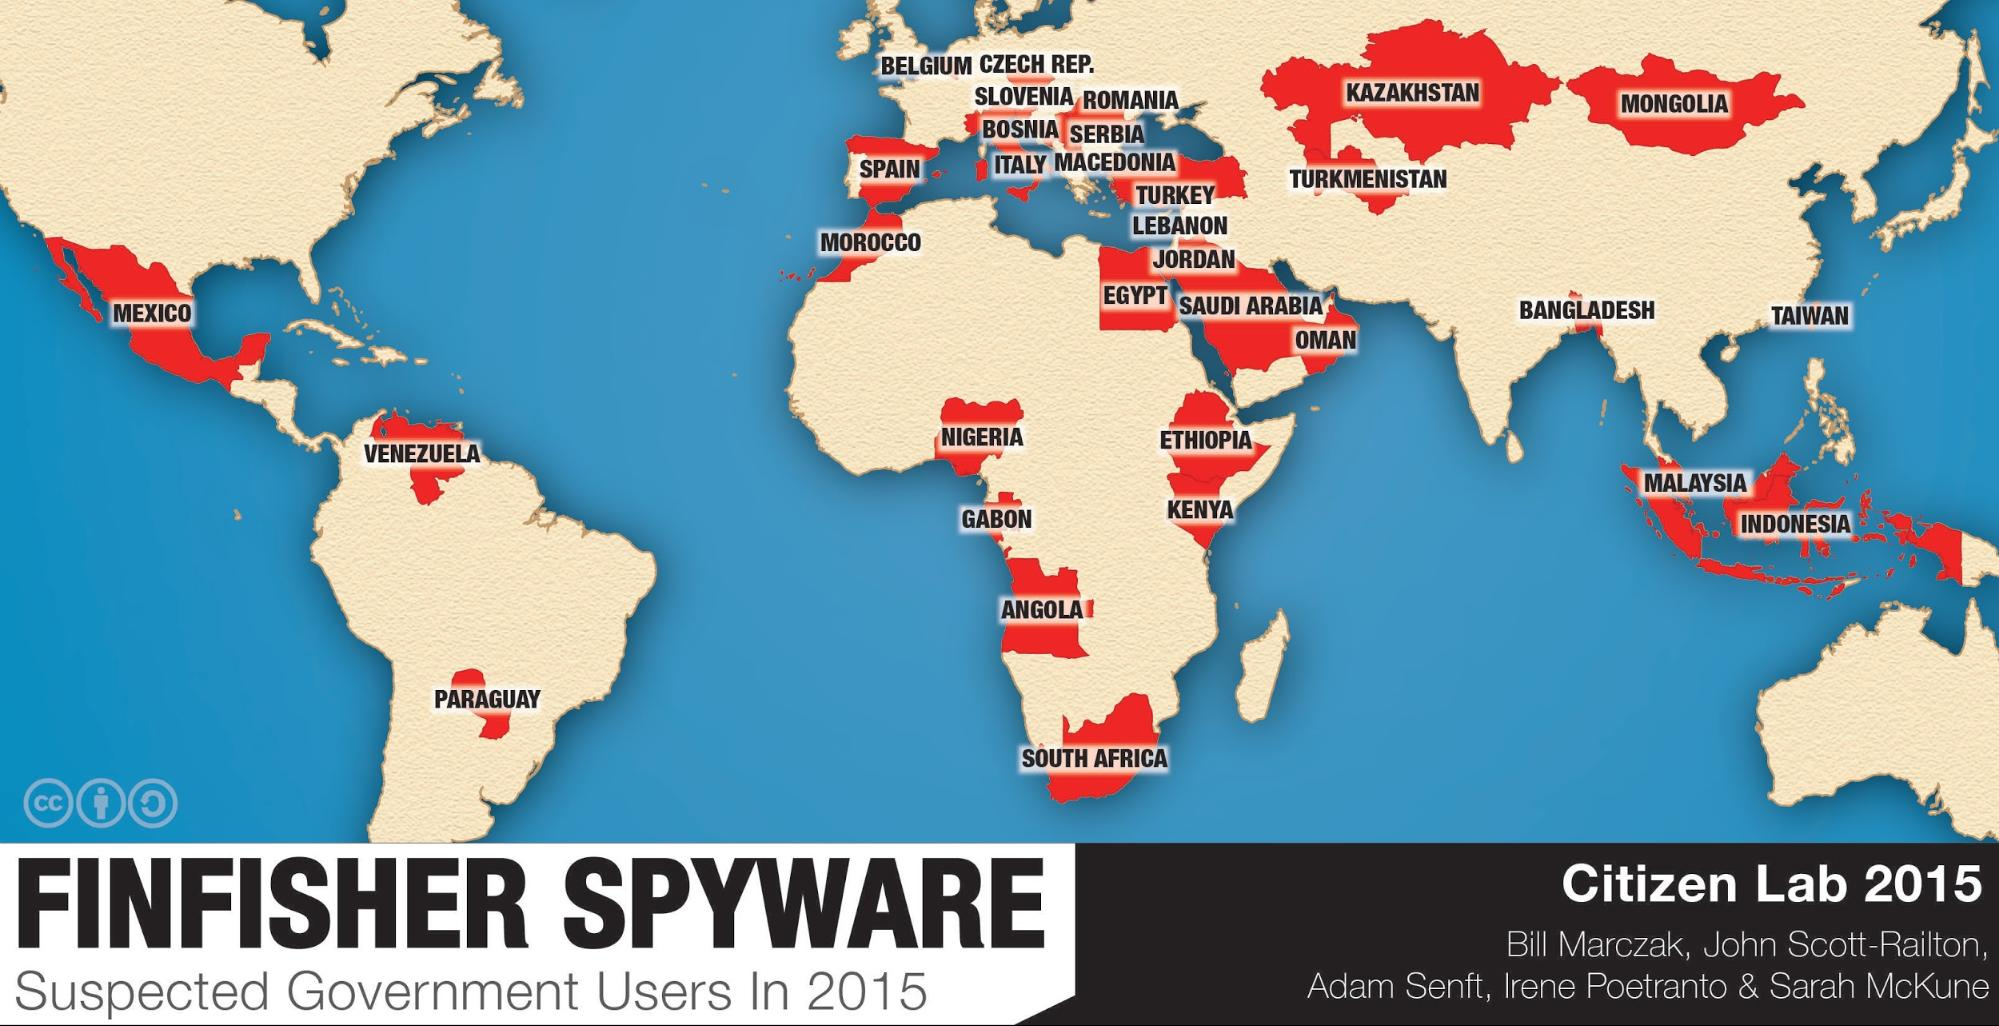 BELGIUM CZECH REP.
SLOVENIA ROMANIA
KAZAKHSTAN
MONGOLIA
BOSNIA SERBIA
SPAIN
ITALY MACEDONIA
TURKMENISTAN
TURKEY
LEBANON
MOROCCO
JORDAN
EGYPT
SAUDI ARABIA
MEXICO
BANGLADESH
TAIWAN
OMAN
NIGERIA
ETHIOPIA
VENEZUELA
MALAYSIA
KENYA
GABON
INDONESIA
ANGOLA
PARAGUAY
SOUTH AFRICA
cc
FINFISHER SPYWARE
Suspected Government Users In 2015
Citizen Lab 2015
Bill Marczak, John Scott-Railton,
Adam Senft, Irene Poetranto & Sarah McKune